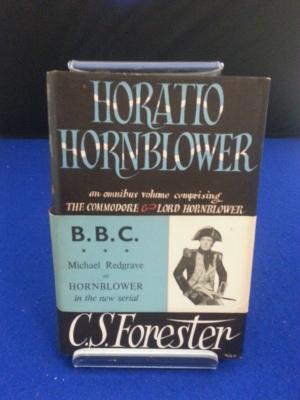 HORATIO
HORNBLOWER
an omnibus volume comprising
THE COMMODORE & LORD HORNBLOWER
B.B.C.
Michael Redgrave
as
HORNBLOWER
in the new serial
C.S. Forester